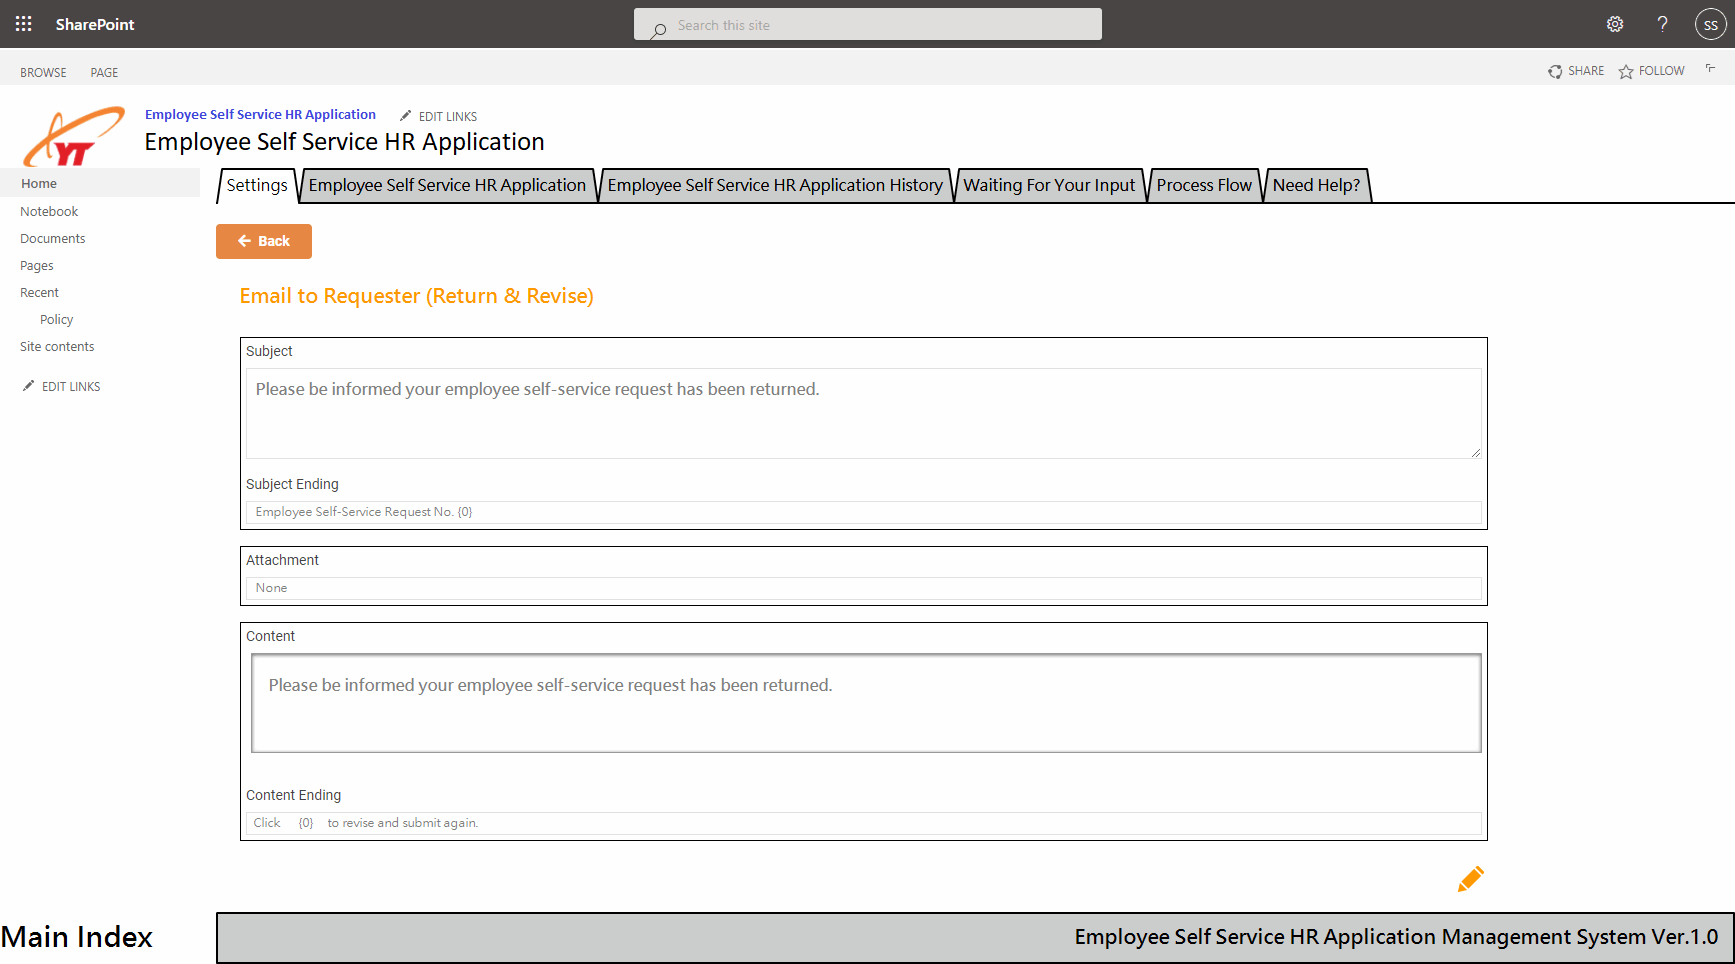 SharePoint
Search this site
?
SS
BROWSE PAGE
SHARE FOLLOW
YT
Employee Self Service HR Application EDIT LINKS
Employee Self Service HR Application
Settings Employee Self Service HR Application Employee Self Service HR Application History Waiting For Your Input Process Flow Need Help?
Home
Notebook
Documents
Pages
Recent
Policy
Site contents
EDIT LINKS
Back
Email to Requester (Return & Revise)
Subject
Please be informed your employee self-service request has been returned.
Subject Ending
Employee Self-Service Request No. {0}
Attachment
None
Content
Please be informed your employee self-service request has been returned.
Content Ending
Click {0} to revise and submit again.
Main Index
Employee Self Service HR Application Management System Ver.1.0